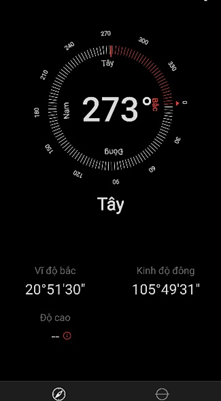 270
240
300
Tây
210
330
180
Nam
273°
Bắc
0
150
30
Đông
120
60
90
Tây
Vĩ độ bắc
Kinh độ đông
20°51'30"
105°49'31"
Độ cao
--